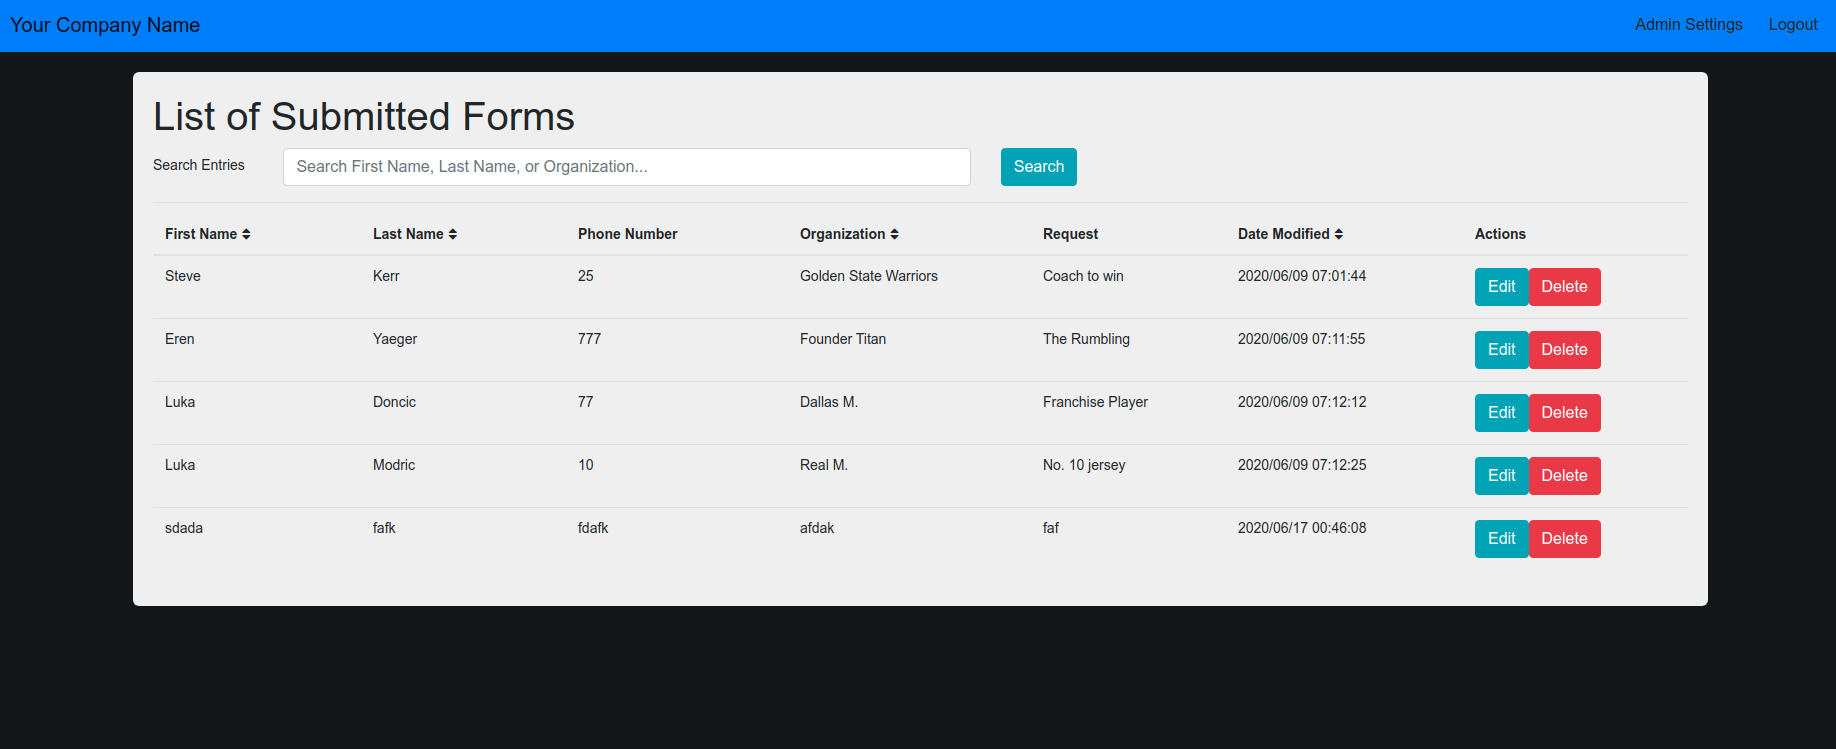 Your Company Name Admin Settings Logout
List of Submitted Forms
Search Entries Search First Name, Last Name, or Organization... Search
First Name Last Name Phone Number Organization Request Date Modified Actions
Steve Kerr 25 Golden State Warriors Coach to win 2020/06/09 07:01:44 Edit Delete
Eren Yaeger 777 Founder Titan The Rumbling 2020/06/09 07:11:55 Edit Delete
Luka Doncic 77 Dallas M. Franchise Player 2020/06/09 07:12:12 Edit Delete
Luka Modric 10 Real M. No. 10 jersey 2020/06/09 07:12:25 Edit Delete
sdada fafk fdafk afdak faf 2020/06/17 00:46:08 Edit Delete